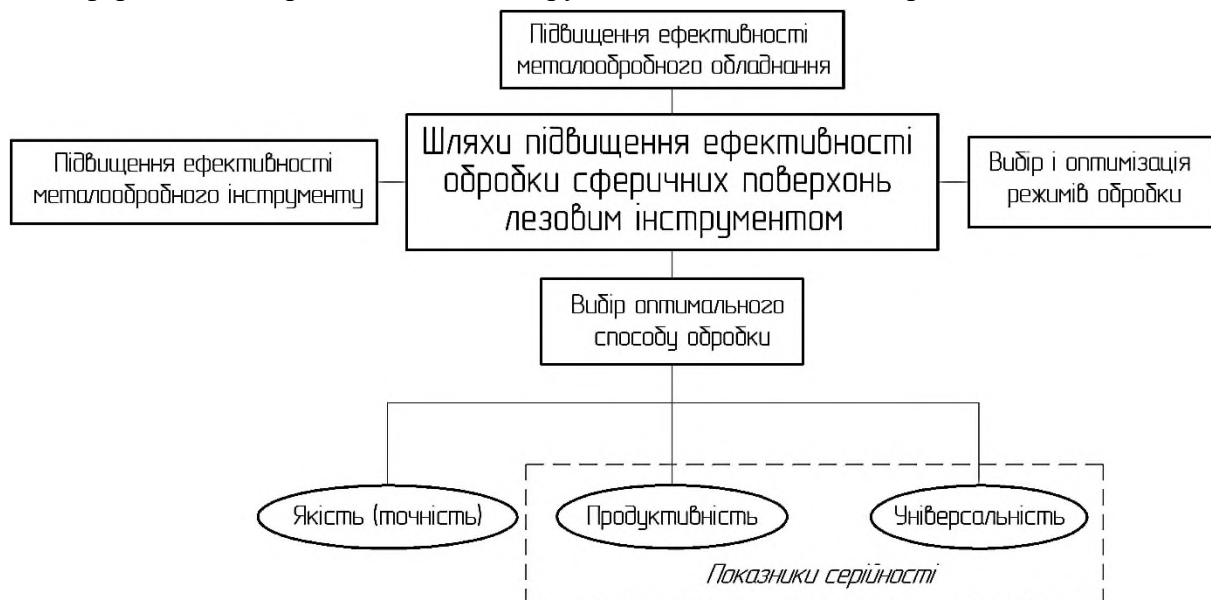 Підвищення ефективності
металообробного обладнання
Шляхи підвищення ефективності
обробки сферичних поверхонь
лезовим інструментом
Підвищення ефективності
металообробного інструменту
Вибір і оптимізація
режимів обробки
Вибір оптимального
способу обробки
Якість (точність)
Продуктивність
Універсальність
Показники серійності